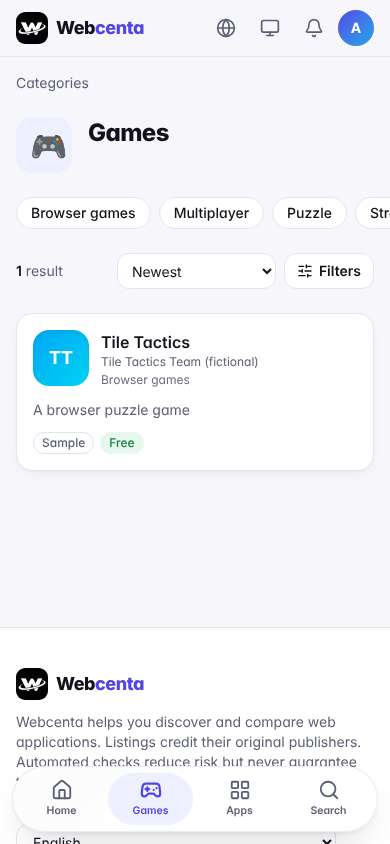 Webcenta
A
Categories
Games
Browser games
Multiplayer
Puzzle
1 result
Newest
Filters
TT
Tile Tactics
Tile Tactics Team (fictional)
Browser games
A browser puzzle game
Sample
Free
Webcenta
Webcenta helps you discover and compare web
applications. Listings credit their original publishers.
Automated checks reduce risk but never guarantee
Home
Games
Apps
Search
English